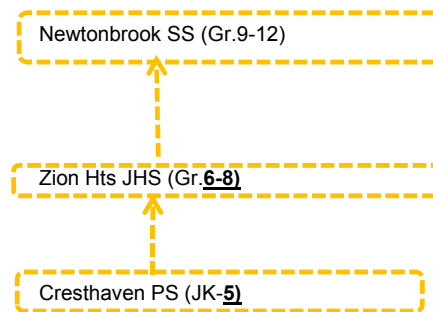 Newtonbrook SS (Gr.9-12)
Zion Hts JHS (Gr.6-8)
Cresthaven PS (JK-5)